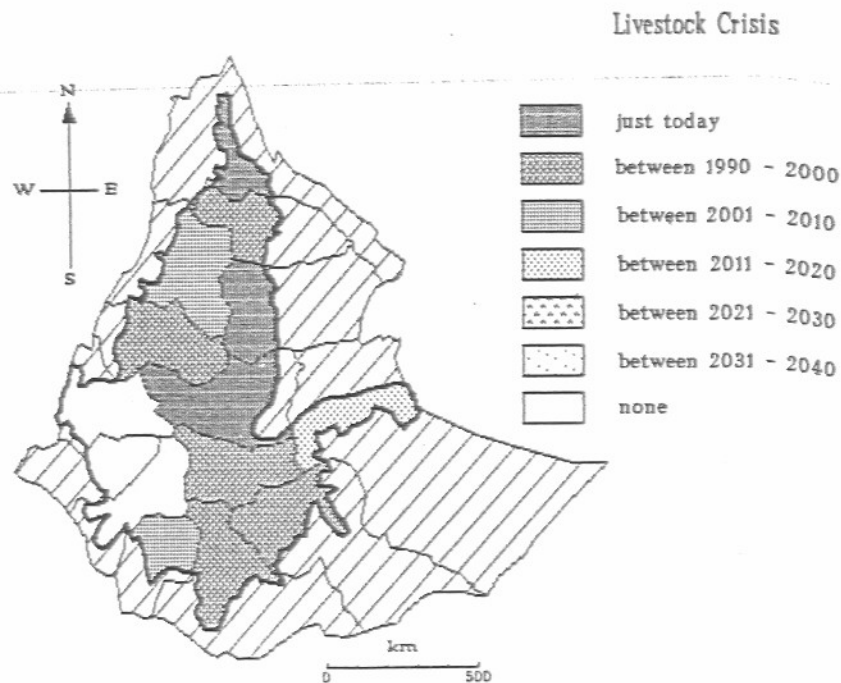 Livestock Crisis
N
W E
S
just today
between 1990 - 2000
between 2001 - 2010
between 2011 - 2020
between 2021 - 2030
between 2031 - 2040
none
km
0 500